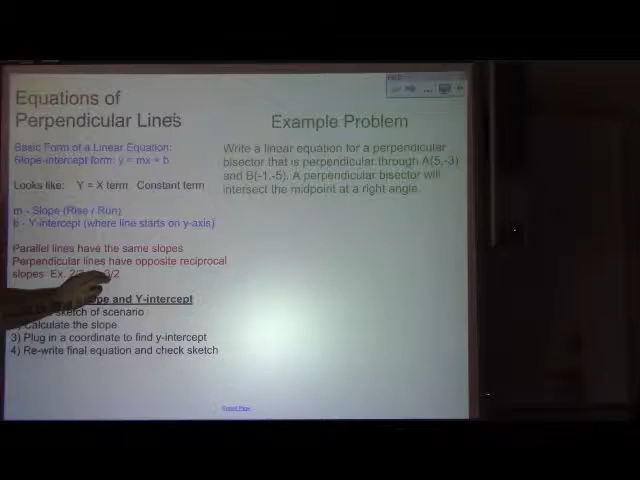 Equations of
Perpendicular Lines
Basic Form of a Linear Equation:
Slope-intercept form: y = mx + b
Looks like: Y = X term Constant term
m - Slope (Rise / Run)
b - Y-intercept (where line starts on y-axis)
Parallel lines have the same slopes
Perpendicular lines have opposite reciprocal
slopes Ex. 2/3 3/2
and Y-intercept
sketch of scenario
Calculate the slope
3) Plug in a coordinate to find y-intercept
4) Re-write final equation and check sketch
Example Problem
Write a linear equation for a perpendicular
bisector that is perpendicular through A(5,-3)
and B(-1,-5). A perpendicular bisector will
intersect the midpoint at a right angle.